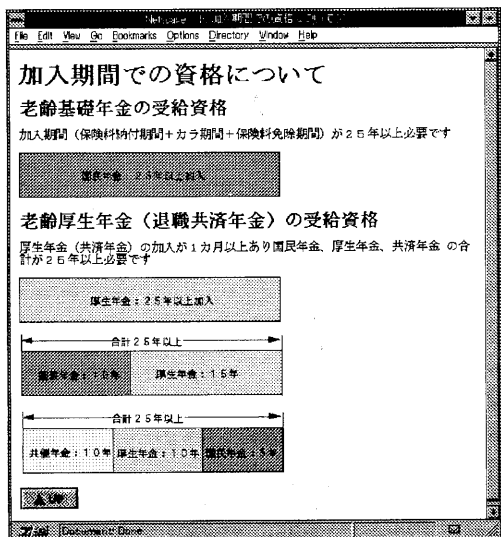 Netscape
File Edit View Go Bookmarks Options Directory Window Help
加入期間での資格について
老齢基礎年金の受給資格
加入期間（保険料納付期間＋カラ期間＋保険料免除期間）が２５年以上必要です
国民年金：２５年以上加入
老齢厚生年金（退職共済年金）の受給資格
厚生年金（共済年金）の加入が１カ月以上あり国民年金、厚生年金、共済年金 の合
計が２５年以上必要です
厚生年金：２５年以上加入
合計２５年以上
国民年金：１０年 厚生年金：１５年
合計２５年以上
共済年金：１０年 厚生年金：１０年 国民年金：５年
▲ UP
Document: Done